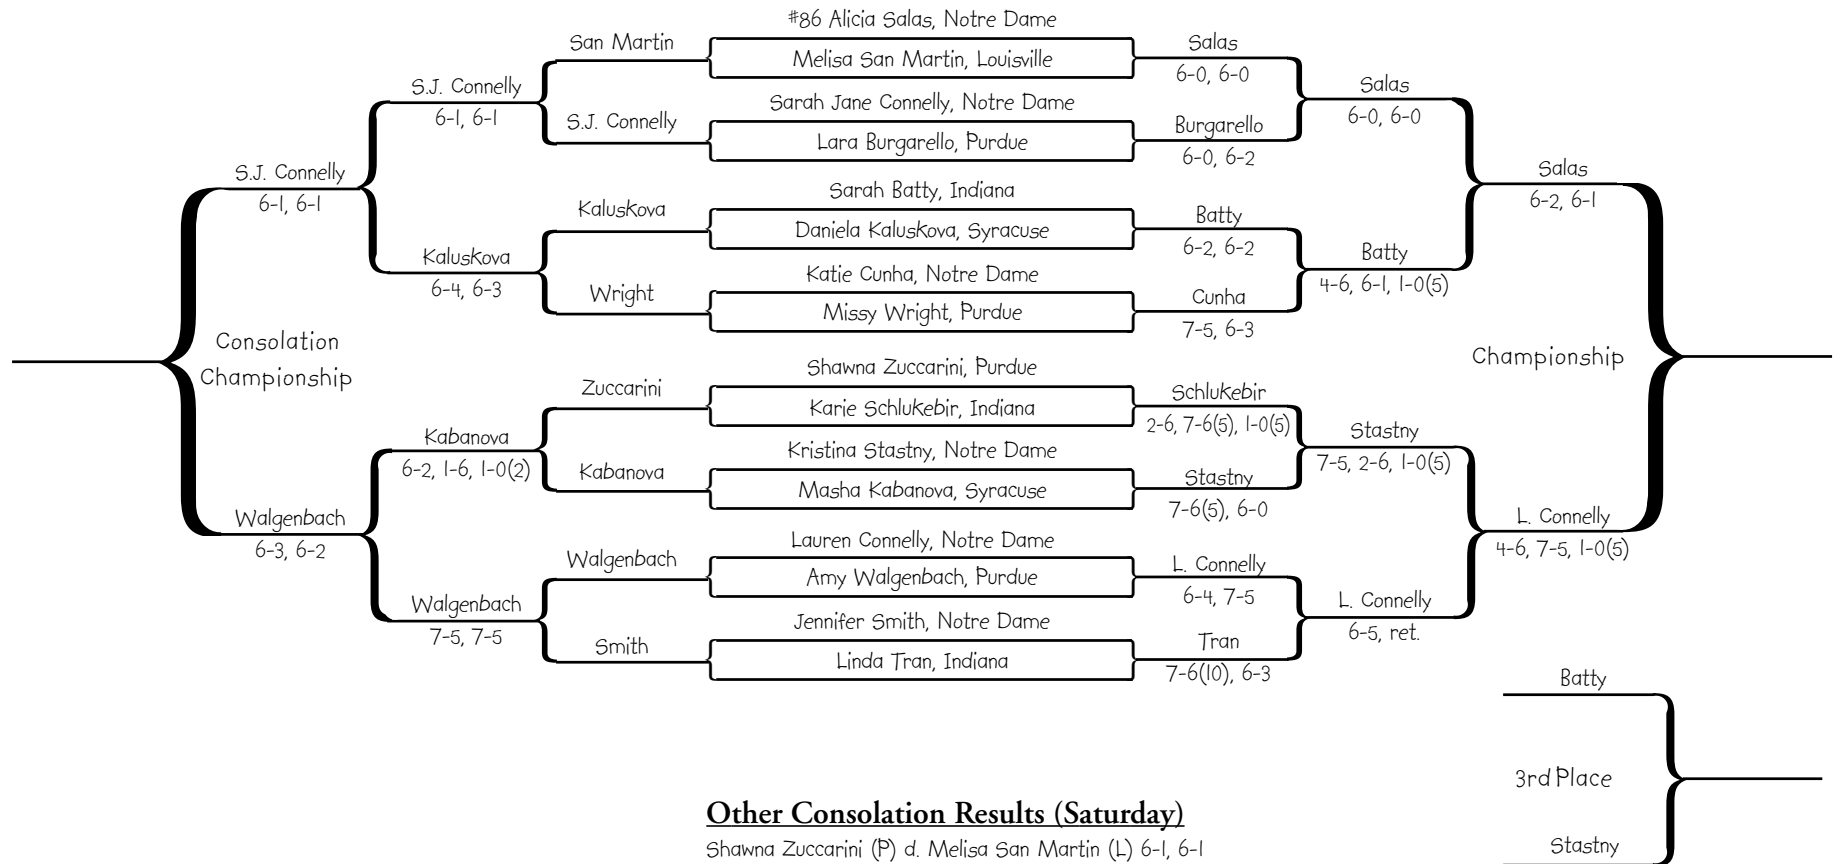 #86 Alicia Salas, Notre Dame
San Martin
Melisa San Martin, Louisville
Salas
6-0, 6-0
S.J. Connelly
6-1, 6-1
Sarah Jane Connelly, Notre Dame
Salas
6-0, 6-0
S.J. Connelly
Lara Burgarello, Purdue
Burgarello
6-0, 6-2
S.J. Connelly
6-1, 6-1
Sarah Batty, Indiana
Salas
6-2, 6-1
Kaluskova
Daniela Kaluskova, Syracuse
Batty
6-2, 6-2
Kaluskova
6-4, 6-3
Katie Cunha, Notre Dame
Batty
4-6, 6-1, 1-0(5)
Wright
Missy Wright, Purdue
Cunha
7-5, 6-3
Consolation
Championship
Championship
Shawna Zuccarini, Purdue
Zuccarini
Karie Schlukebir, Indiana
Schlukebir
2-6, 7-6(5), 1-0(5)
Kabanova
6-2, 1-6, 1-0(2)
Kristina Stastny, Notre Dame
Stastny
7-5, 2-6, 1-0(5)
Kabanova
Masha Kabanova, Syracuse
Stastny
7-6(5), 6-0
Walgenbach
6-3, 6-2
Lauren Connelly, Notre Dame
L. Connelly
4-6, 7-5, 1-0(5)
Walgenbach
Amy Walgenbach, Purdue
L. Connelly
6-4, 7-5
Walgenbach
7-5, 7-5
Jennifer Smith, Notre Dame
L. Connelly
6-5, ret.
Smith
Linda Tran, Indiana
Tran
7-6(10), 6-3
Batty
3rd Place
Stastny
Other Consolation Results (Saturday)
Shawna Zuccarini (P) d. Melisa San Martin (L) 6-1, 6-1